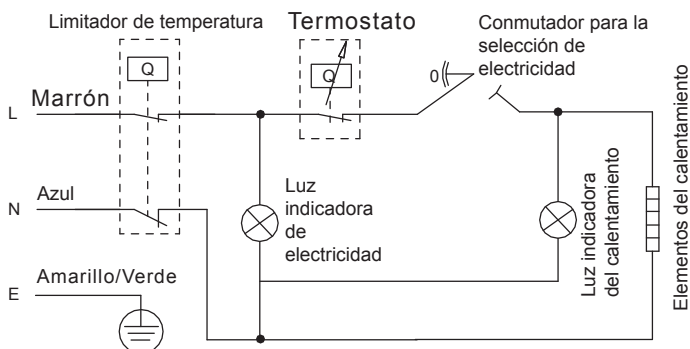 Limitador de temperatura
Termostato
Conmutador para la
selección de
electricidad
Q
Q
0
L
Marrón
N
Azul
E
Amarillo/Verde
Luz
indicadora
de
electricidad
Luz indicadora
del calentamiento
Elementos del calentamiento